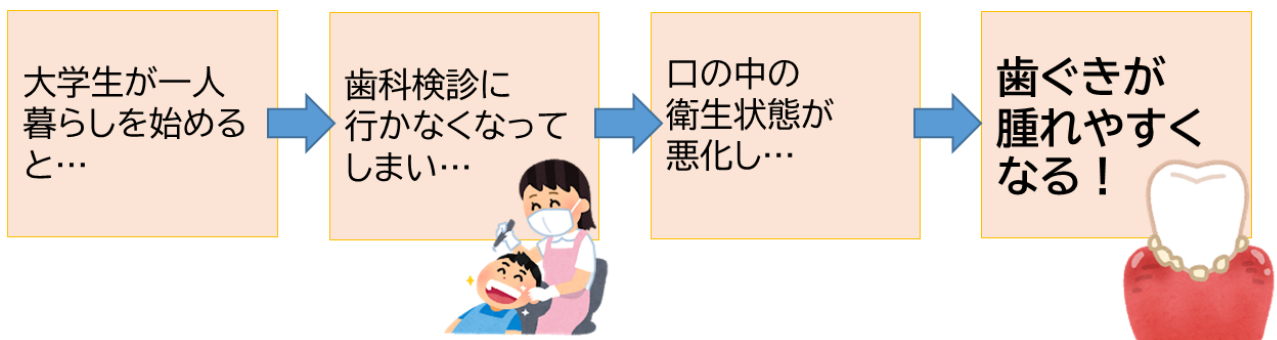 大学生が一人
暮らしを始める
と…
歯科検診に
行かなくなって
しまい…
口の中の
衛生状態が
悪化し…
歯ぐきが
腫れやすく
なる！